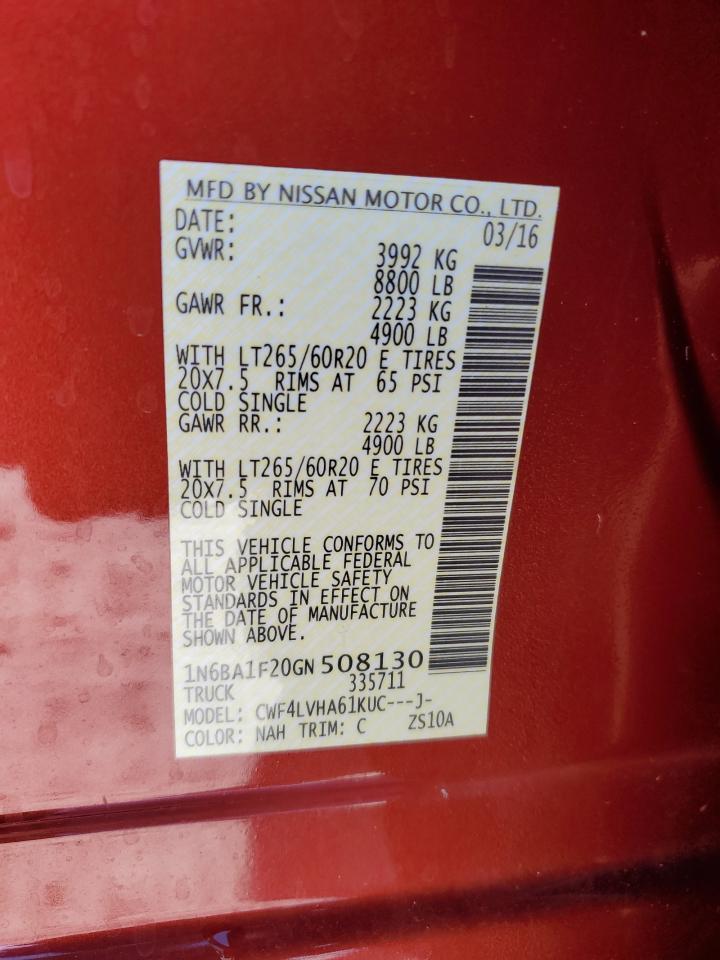 MFD BY NISSAN MOTOR CO., LTD.
DATE: 03/16
GVWR: 3992 KG
8800 LB
GAWR FR.: 2223 KG
4900 LB
WITH LT265/60R20 E TIRES
20X7.5 RIMS AT 65 PSI
COLD SINGLE
GAWR RR.: 2223 KG
4900 LB
WITH LT265/60R20 E TIRES
20X7.5 RIMS AT 70 PSI
COLD SINGLE
THIS VEHICLE CONFORMS TO
ALL APPLICABLE FEDERAL
MOTOR VEHICLE SAFETY
STANDARDS IN EFFECT ON
THE DATE OF MANUFACTURE
SHOWN ABOVE.
1N6BA1F20GN 508130
TRUCK 335711
MODEL: CWF4LVHA61KUC---J-
COLOR: NAH TRIM: C ZS10A